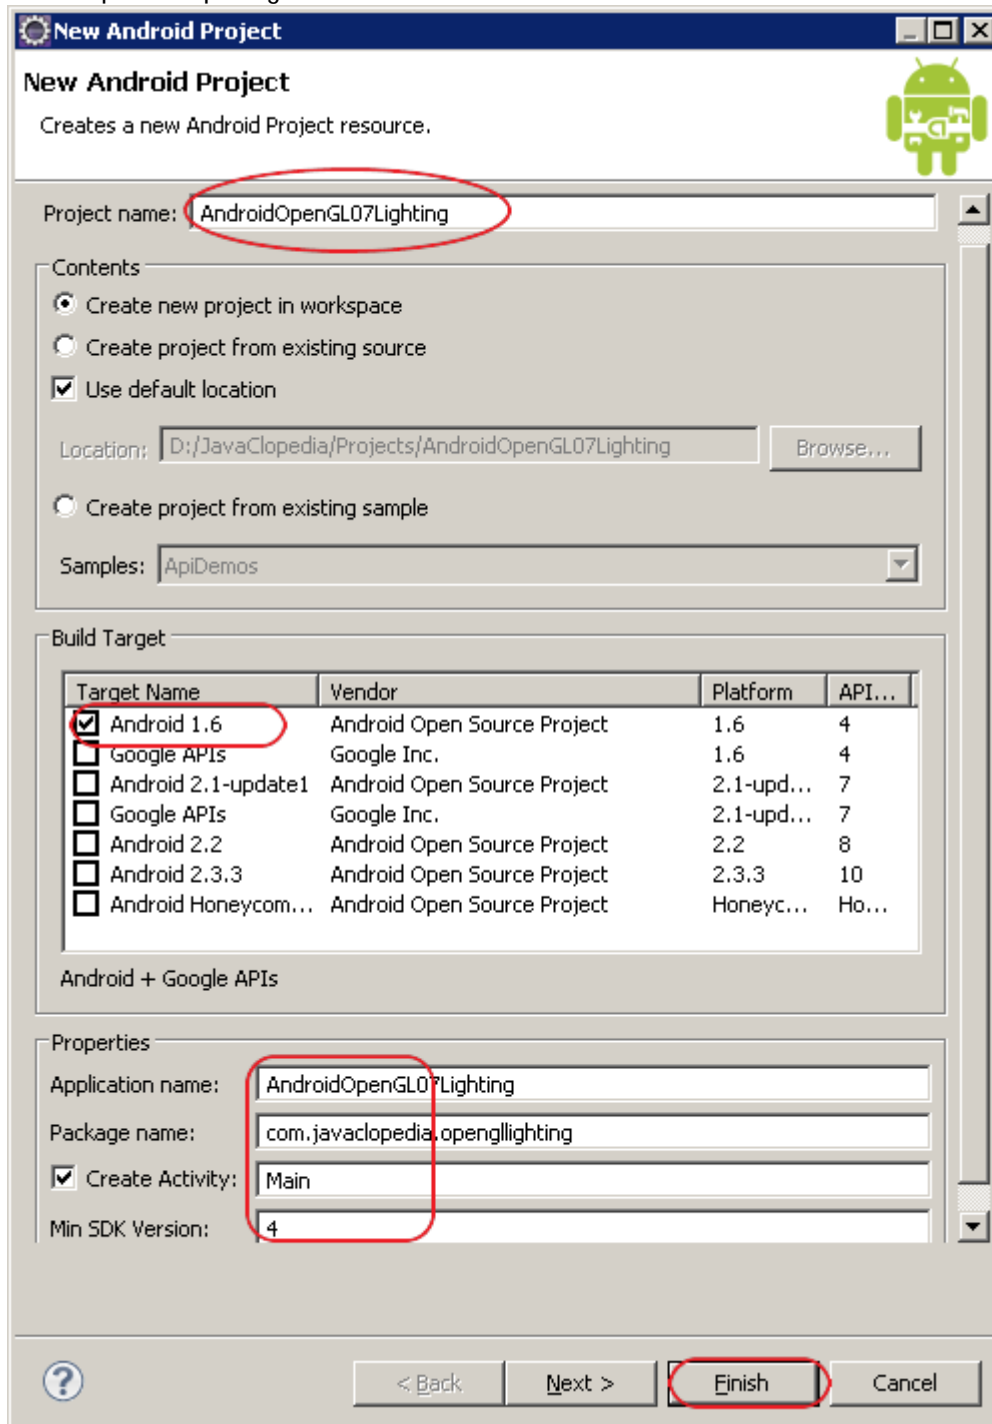 New Android Project
New Android Project
Creates a new Android Project resource.
Project name: AndroidOpenGL07Lighting
Contents
Create new project in workspace
Create project from existing source
Use default location
Location: D:/JavaClopedia/Projects/AndroidOpenGL07Lighting Browse...
Create project from existing sample
Samples: ApiDemos
Build Target
Target Name Vendor Platform API...
Android 1.6 Android Open Source Project 1.6 4
Google APIs Google Inc. 1.6 4
Android 2.1-update1 Android Open Source Project 2.1-upd... 7
Google APIs Google Inc. 2.1-upd... 7
Android 2.2 Android Open Source Project 2.2 8
Android 2.3.3 Android Open Source Project 2.3.3 10
Android Honeycom... Android Open Source Project Honeyc... Ho...
Android + Google APIs
Properties
Application name: AndroidOpenGL07Lighting
Package name: com.javaclopedia.opengllighting
Create Activity: Main
Min SDK Version: 4
? < Back Next > Finish Cancel